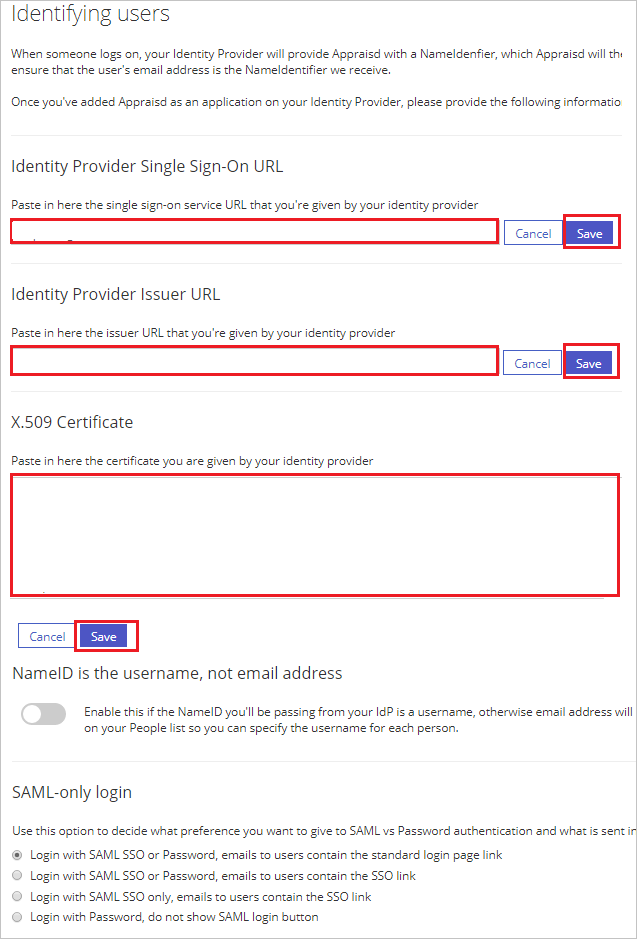 Identifying users
When someone logs on, your Identity Provider will provide Appraisd with a NameIdenfier, which Appraisd will the
ensure that the user's email address is the NameIdentifier we receive.
Once you've added Appraisd as an application on your Identity Provider, please provide the following informatio
Identity Provider Single Sign-On URL
Paste in here the single sign-on service URL that you're given by your identity provider
Cancel Save
Identity Provider Issuer URL
Paste in here the issuer URL that you're given by your identity provider
Cancel Save
X.509 Certificate
Paste in here the certificate you are given by your identity provider
Cancel Save
NameID is the username, not email address
Enable this if the NameID you'll be passing from your IdP is a username, otherwise email address will
on your People list so you can specify the username for each person.
SAML-only login
Use this option to decide what preference you want to give to SAML vs Password authentication and what is sent in
Login with SAML SSO or Password, emails to users contain the standard login page link
Login with SAML SSO or Password, emails to users contain the SSO link
Login with SAML SSO only, emails to users contain the SSO link
Login with Password, do not show SAML login button